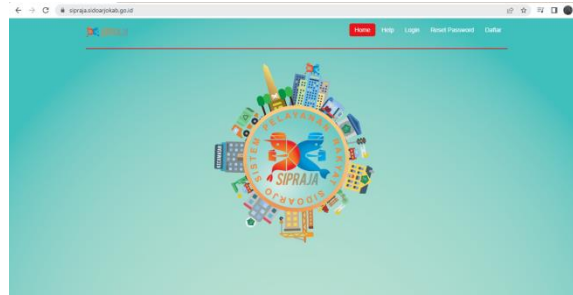 sipraja.sidoarjokab.go.id
SIPRAJA
Home Help Login Reset Password Daftar
SISTEM PELAYANAN RAKYAT SIDOARJO
SIPRAJA